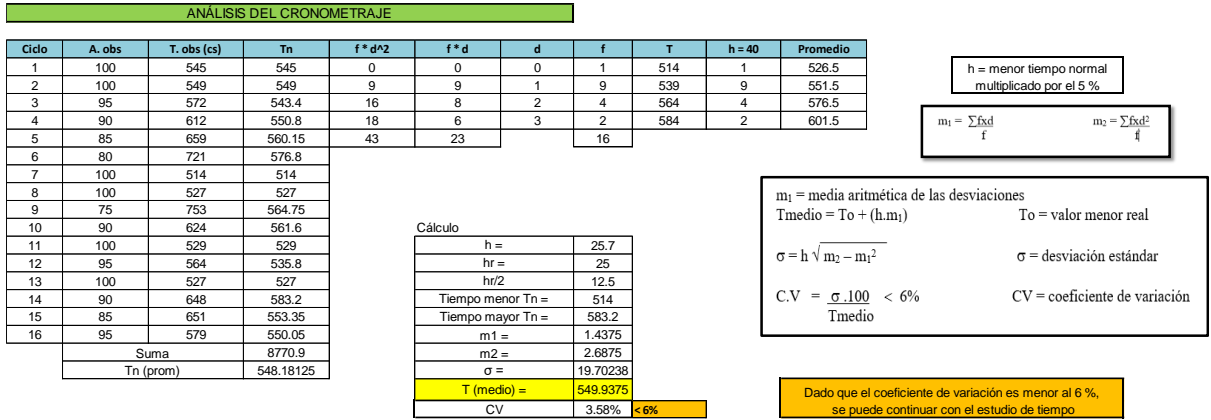 ANÁLISIS DEL CRONOMETRAJE
Ciclo A. obs T. obs (cs) Tn f * d^2 f * d d f T h = 40 Promedio
1 100 545 545 0 0 0 1 514 1 526.5
2 100 549 549 9 9 1 9 539 9 551.5
3 95 572 543.4 16 8 2 4 564 4 576.5
4 90 612 550.8 18 6 3 2 584 2 601.5
5 85 659 560.15 43 23 16
6 80 721 576.8
7 100 514 514
8 100 527 527
9 75 753 564.75
10 90 624 561.6
11 100 529 529
12 95 564 535.8
13 100 527 527
14 90 648 583.2
15 85 651 553.35
16 95 579 550.05
Suma 8770.9
Tn (prom) 548.18125
Cálculo
h = 25.7
hr = 25
hr/2 12.5
Tiempo menor Tn = 514
Tiempo mayor Tn = 583.2
m1 = 1.4375
m2 = 2.6875
σ = 19.70238
T (medio) = 549.9375
CV 3.58% < 6%
h = menor tiempo normal
multiplicado por el 5 %
m₁ = ∑fxd m₂ = ∑fxd²
f f
m₁ = media aritmética de las desviaciones
Tmedio = To + (h.m₁) To = valor menor real
σ = h √ m₂ – m₁² σ = desviación estándar
C.V = σ .100 < 6% CV = coeficiente de variación
Tmedio
Dado que el coeficiente de variación es menor al 6 %,
se puede continuar con el estudio de tiempo